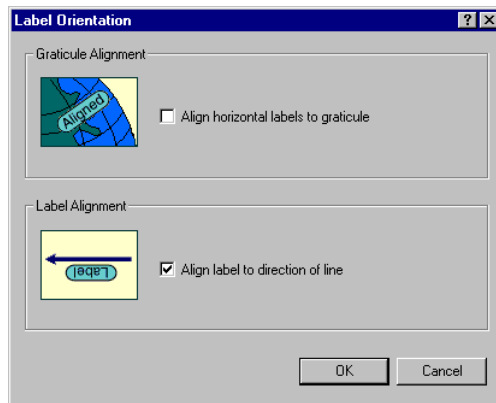 Label Orientation
Graticule Alignment
Aligned
Align horizontal labels to graticule
Label Alignment
Label
Align label to direction of line
OK
Cancel